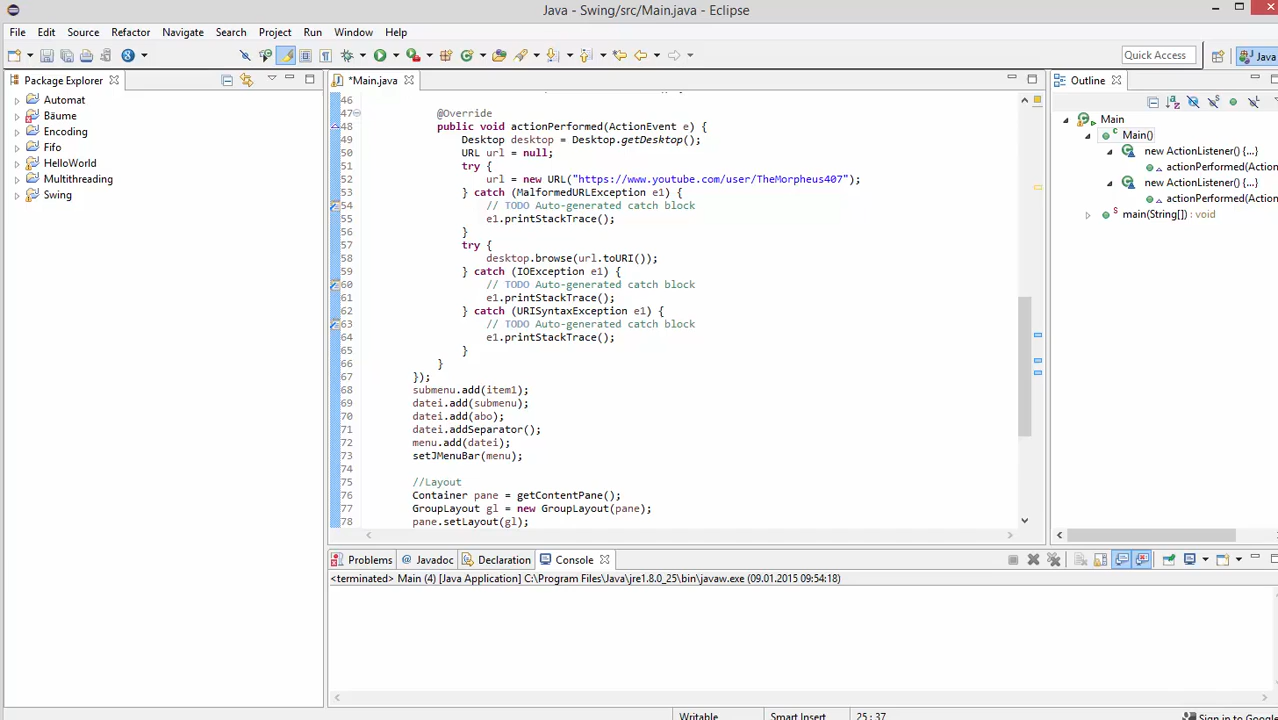 Java - Swing/src/Main.java - Eclipse
File Edit Source Refactor Navigate Search Project Run Window Help
Quick Access
Java
Package Explorer
*Main.java
Outline
Automat
Bäume
Encoding
Fifo
HelloWorld
Multithreading
Swing
46
47 @Override
48 public void actionPerformed(ActionEvent e) {
49 Desktop desktop = Desktop.getDesktop();
50 URL url = null;
51 try {
52 url = new URL("https://www.youtube.com/user/TheMorpheus407");
53 } catch (MalformedURLException e1) {
54 // TODO Auto-generated catch block
55 e1.printStackTrace();
56 }
57 try {
58 desktop.browse(url.toURI());
59 } catch (IOException e1) {
60 // TODO Auto-generated catch block
61 e1.printStackTrace();
62 } catch (URISyntaxException e1) {
63 // TODO Auto-generated catch block
64 e1.printStackTrace();
65 }
66 }
67 });
68 submenu.add(item1);
69 datei.add(submenu);
70 datei.add(abo);
71 datei.addSeparator();
72 menu.add(datei);
73 setJMenuBar(menu);
74
75 //Layout
76 Container pane = getContentPane();
77 GroupLayout gl = new GroupLayout(pane);
78 pane.setLayout(gl);
Main
Main()
new ActionListener() {...}
actionPerformed(Action
new ActionListener() {...}
actionPerformed(Action
main(String[]) : void
Problems Javadoc Declaration Console
<terminated> Main (4) [Java Application] C:\Program Files\Java\jre1.8.0_25\bin\javaw.exe (09.01.2015 09:54:18)
Writable Smart Insert 25 : 37 Sign in to Google